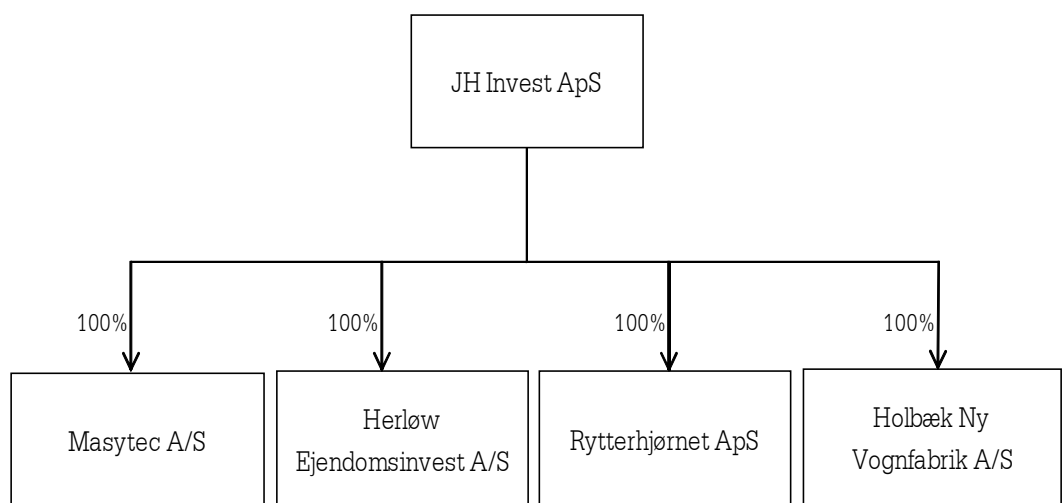 JH Invest ApS
100%
100%
100%
100%
Masytec A/S
Herløw
Ejendomsinvest A/S
Rytterhjørnet ApS
Holbæk Ny
Vognfabrik A/S